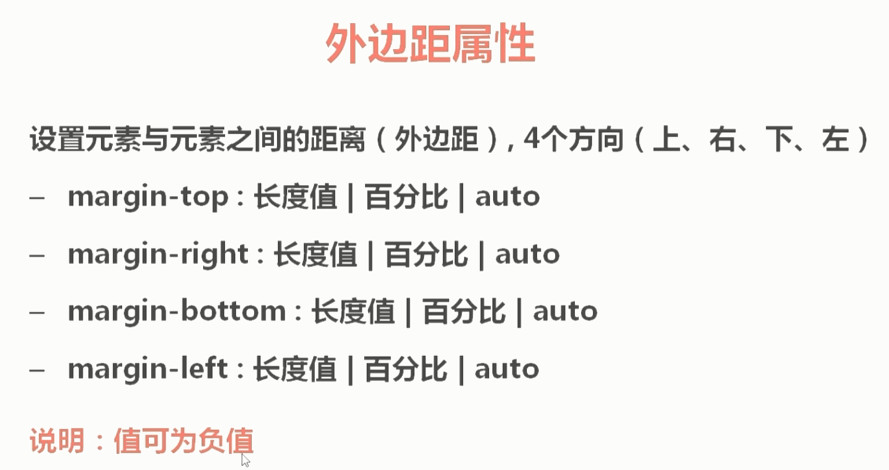 外边距属性
设置元素与元素之间的距离（外边距）, 4个方向（上、右、下、左）
– margin-top : 长度值 | 百分比 | auto
– margin-right : 长度值 | 百分比 | auto
– margin-bottom : 长度值 | 百分比 | auto
– margin-left : 长度值 | 百分比 | auto
说明：值可为负值